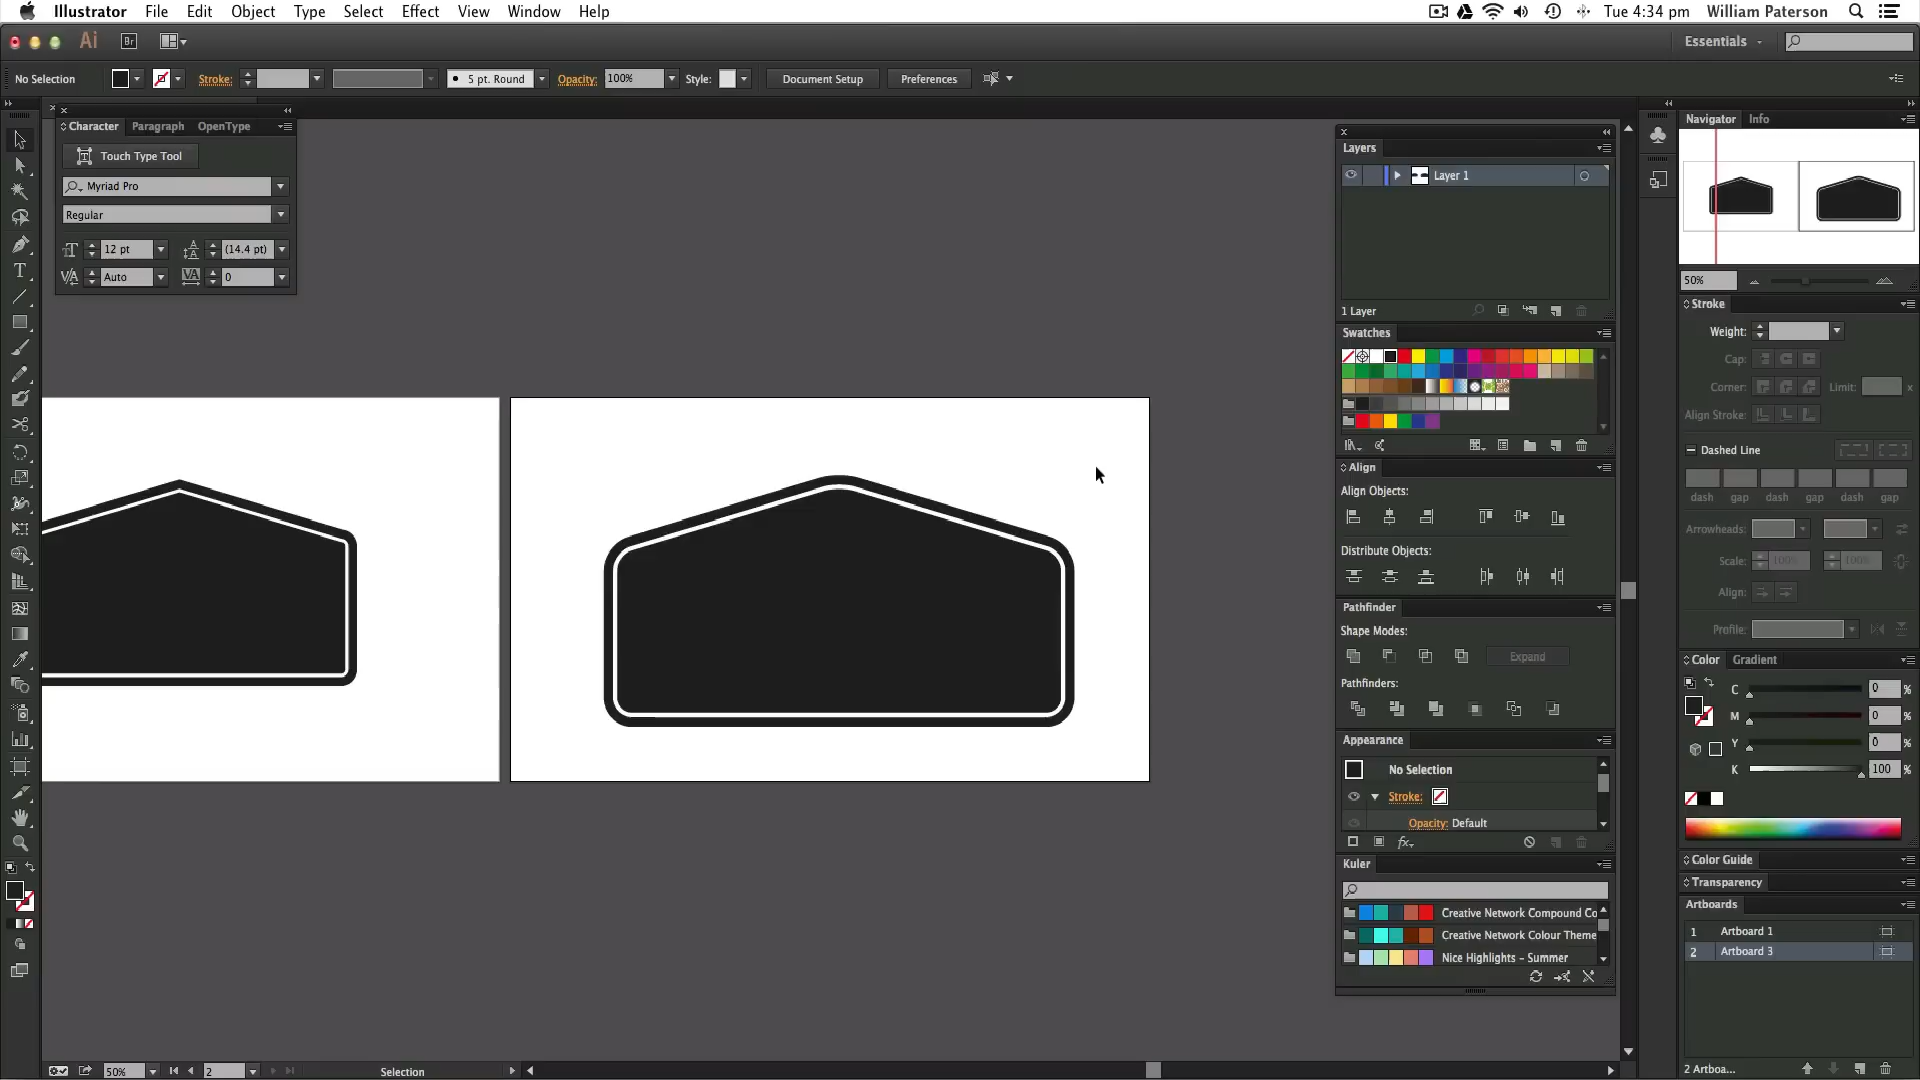 Illustrator File Edit Object Type Select Effect View Window Help Tue 4:34 pm William Paterson
Ai Br Essentials
No Selection Stroke: 5 pt. Round Opacity: 100% Style: Document Setup Preferences
Character Paragraph OpenType
Touch Type Tool
Myriad Pro
Regular
12 pt (14.4 pt)
Auto 0
Layers
Layer 1
1 Layer
Swatches
Align
Align Objects:
Distribute Objects:
Pathfinder
Shape Modes:
Expand
Pathfinders:
Appearance
No Selection
Stroke:
Opacity: Default
Kuler
Creative Network Compound Co
Creative Network Colour Theme
Nice Highlights - Summer
Navigator Info
50%
Stroke
Weight:
Cap:
Corner: Limit: x
Align Stroke:
Dashed Line
dash gap dash gap dash gap
Arrowheads:
Scale: 100% 100%
Align:
Profile:
Color Gradient
C 0 %
M 0 %
Y 0 %
K 100 %
Color Guide
Transparency
Artboards
1 Artboard 1
2 Artboard 3
2 Artboa...
50% 2 Selection